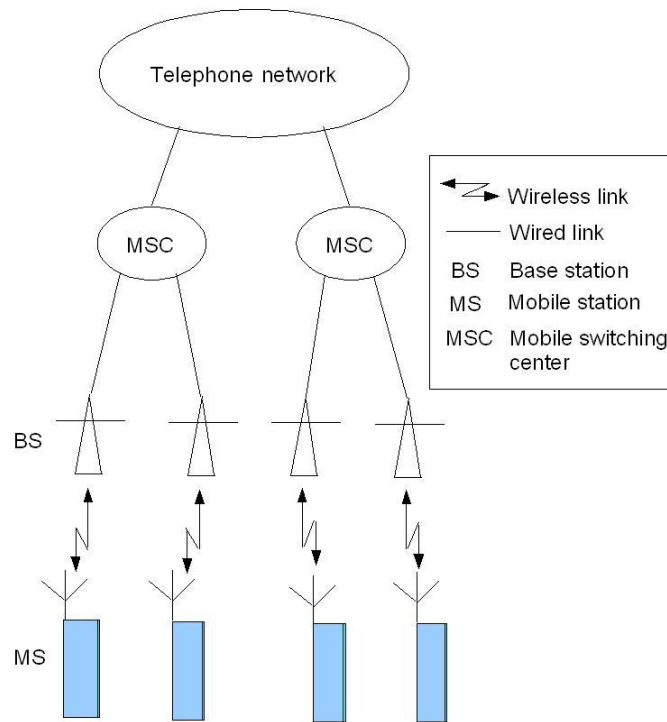 Telephone network
MSC
MSC
Wireless link
Wired link
BS Base station
MS Mobile station
MSC Mobile switching
center
BS
MS